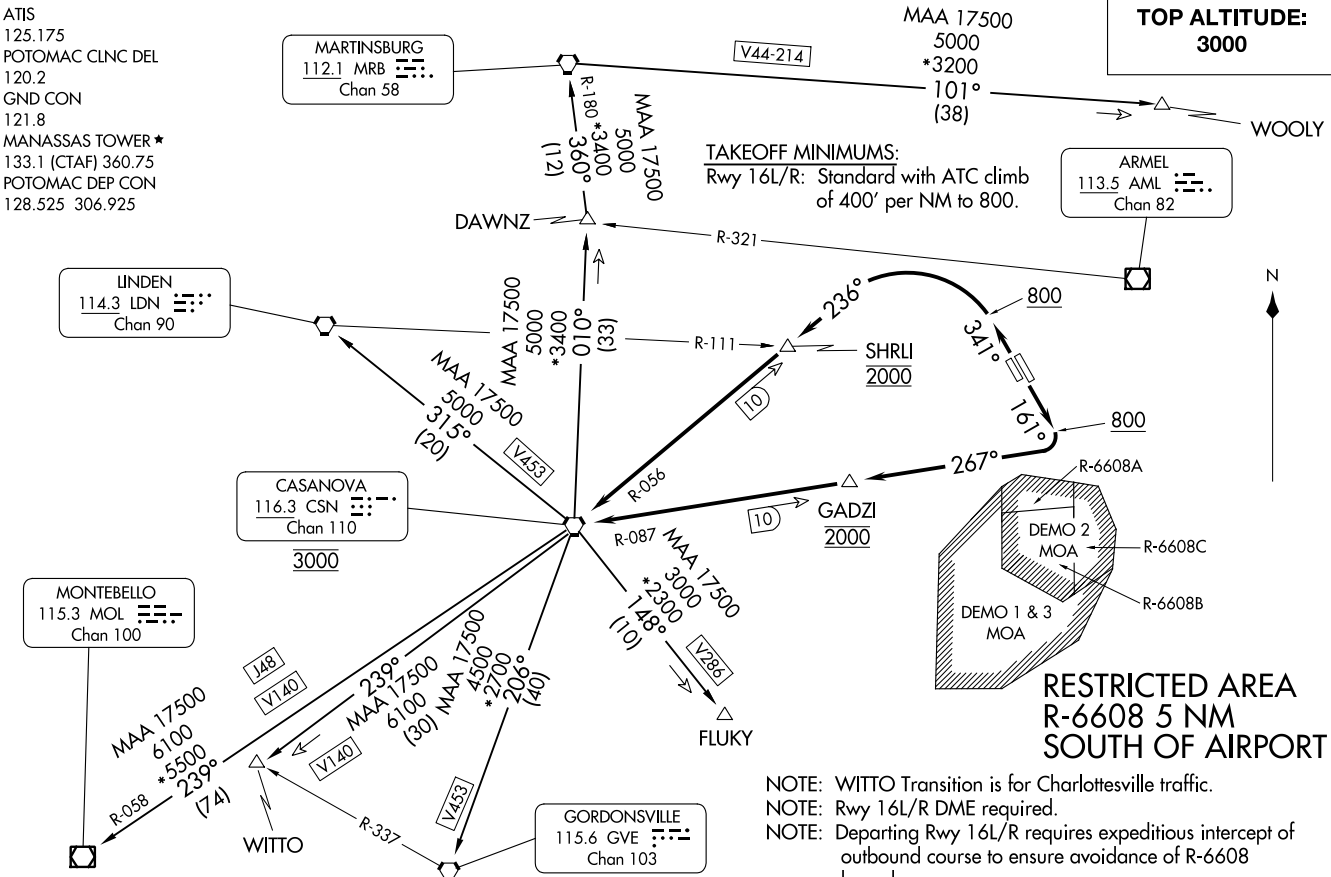 ATIS
125.175
POTOMAC CLNC DEL
120.2
GND CON
121.8
MANASSAS TOWER★
133.1 (CTAF) 360.75
POTOMAC DEP CON
128.525 306.925
MARTINSBURG
112.1 MRB
Chan 58
V44-214
MAA 17500
5000
*3200
101°
(38)
TOP ALTITUDE:
3000
WOOLY
R-180
MAA 17500
5000
*3400
360°
(12)
TAKEOFF MINIMUMS:
Rwy 16L/R: Standard with ATC climb
of 400' per NM to 800.
ARMEL
113.5 AML
Chan 82
DAWNZ
R-321
LINDEN
114.3 LDN
Chan 90
MAA 17500
5000
*3400
010°
(33)
R-111
236°
800
341°
N
SHRLI
2000
10
MAA 17500
5000
315°
(20)
V453
161°
800
267°
R-056
CASANOVA
116.3 CSN
Chan 110
3000
R-087
10
GADZI
2000
R-6608A
DEMO 2
MOA
R-6608C
R-6608B
DEMO 1 & 3
MOA
MONTEBELLO
115.3 MOL
Chan 100
MAA 17500
3000
*2300
148°
(10)
V286
FLUKY
J48
V140
MAA 17500
6100
*5500
239°
(74)
R-058
239°
MAA 17500
6100
(30)
V140
MAA 17500
4500
*2700
206°
(40)
V453
WITTO
R-337
GORDONSVILLE
115.6 GVE
Chan 103
RESTRICTED AREA
R-6608 5 NM
SOUTH OF AIRPORT
NOTE: WITTO Transition is for Charlottesville traffic.
NOTE: Rwy 16L/R DME required.
NOTE: Departing Rwy 16L/R requires expeditious intercept of
outbound course to ensure avoidance of R-6608